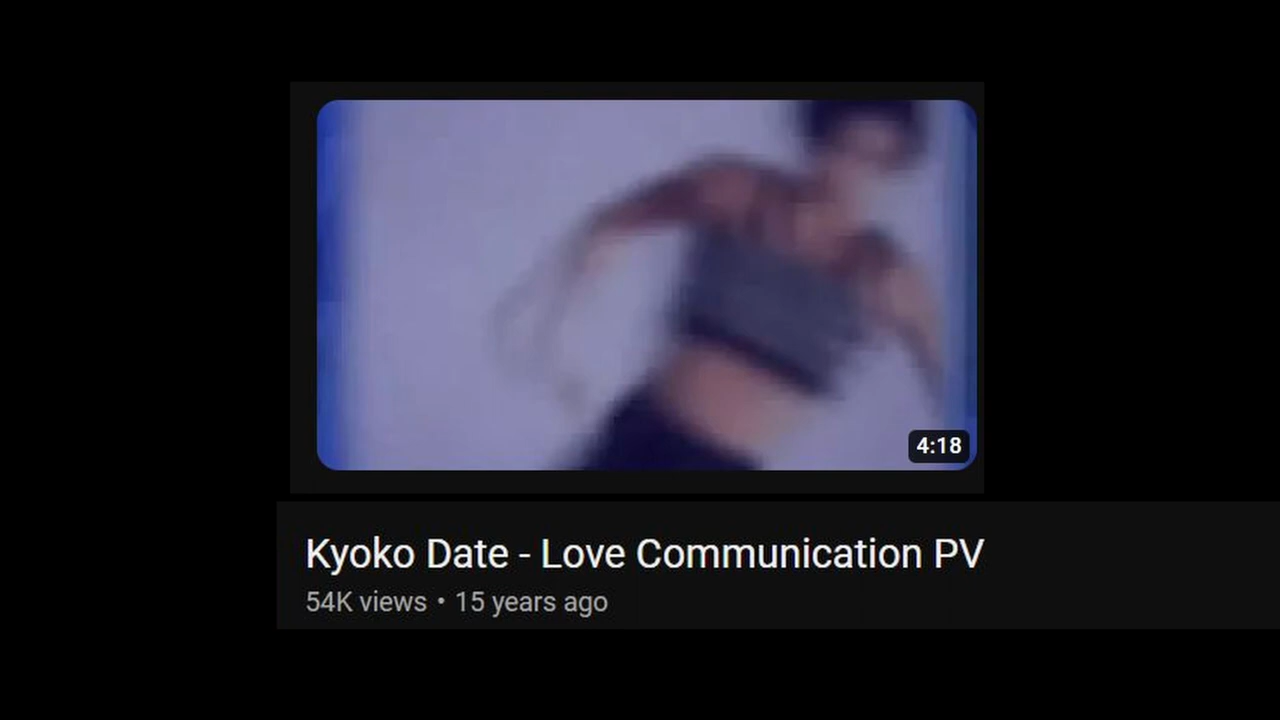 4:18
Kyoko Date - Love Communication PV
54K views • 15 years ago